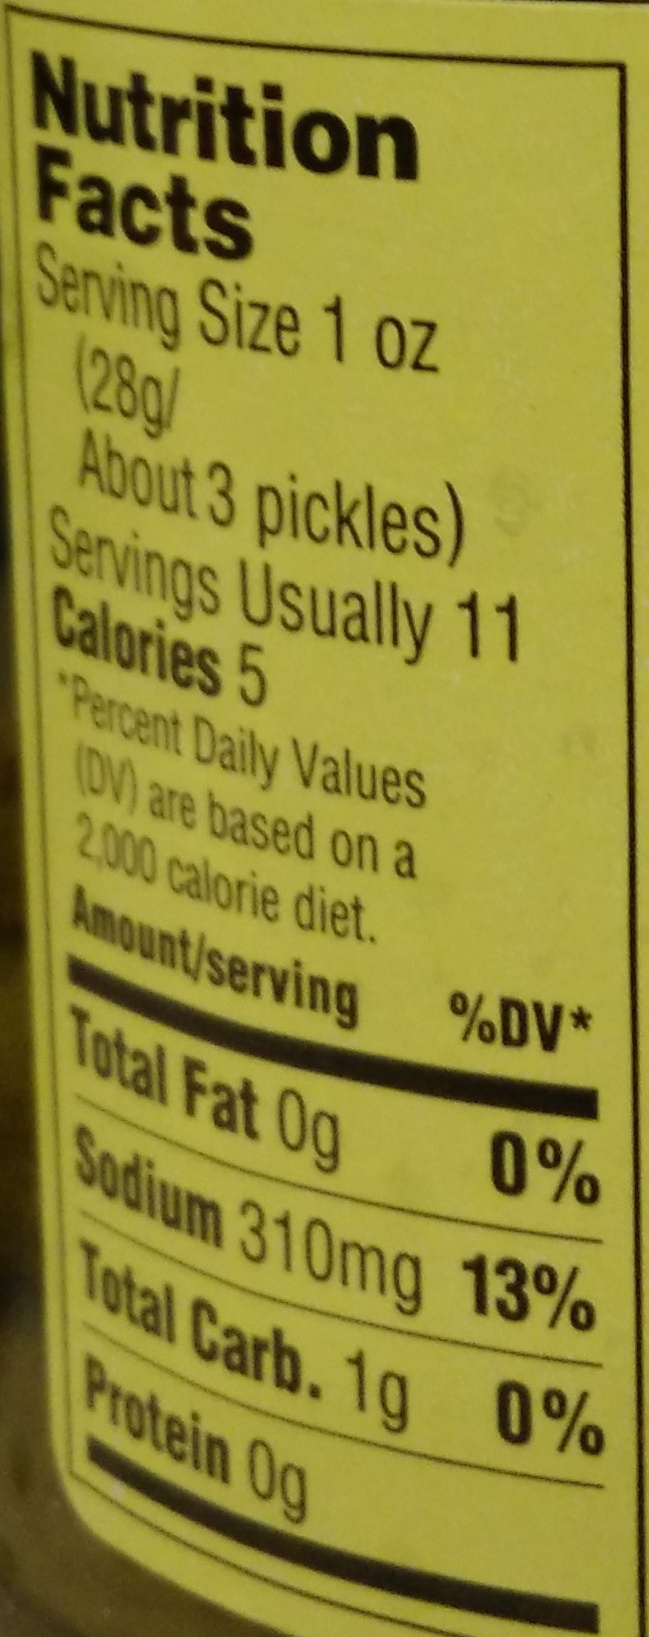 Nutrition
Facts
Serving Size 1 oz
(28g/
About 3 pickles)
Servings Usually 11
Calories 5
*Percent Daily Values
(DV) are based on a
2,000 calorie diet.
Amount/serving %DV*
Total Fat 0g 0%
Sodium 310mg 13%
Total Carb. 1g 0%
Protein 0g